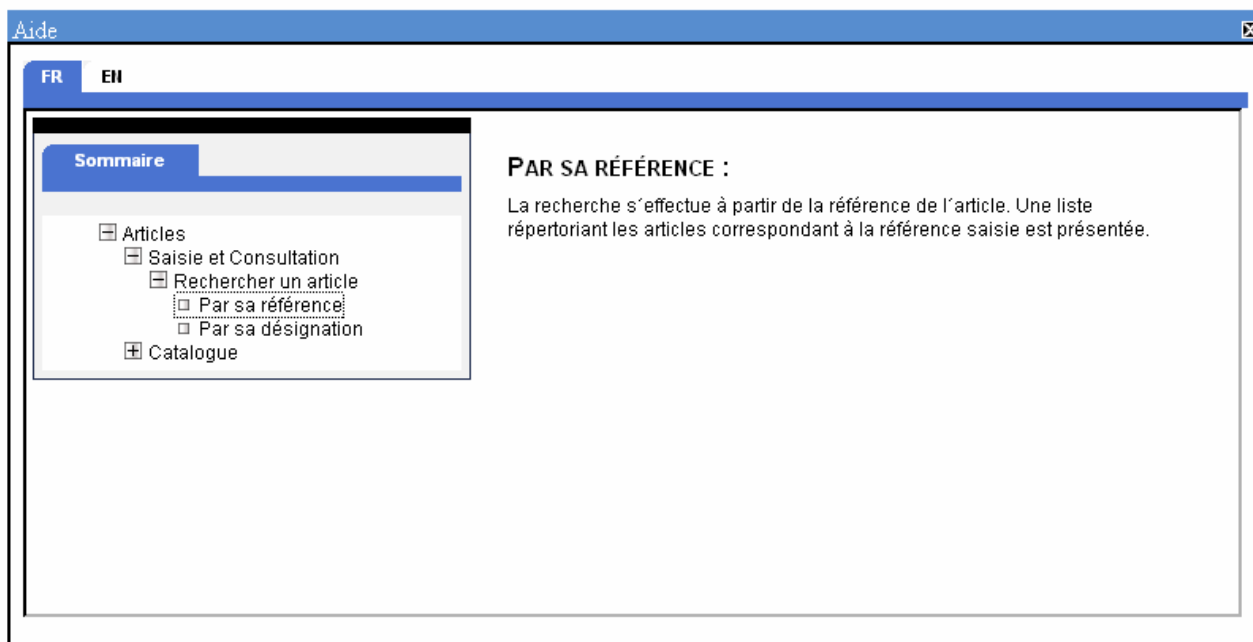 Aide
FR EN
Sommaire
Articles
Saisie et Consultation
Rechercher un article
Par sa référence
Par sa désignation
Catalogue
PAR SA RÉFÉRENCE :
La recherche s´effectue à partir de la référence de l´article. Une liste
répertoriant les articles correspondant à la référence saisie est présentée.